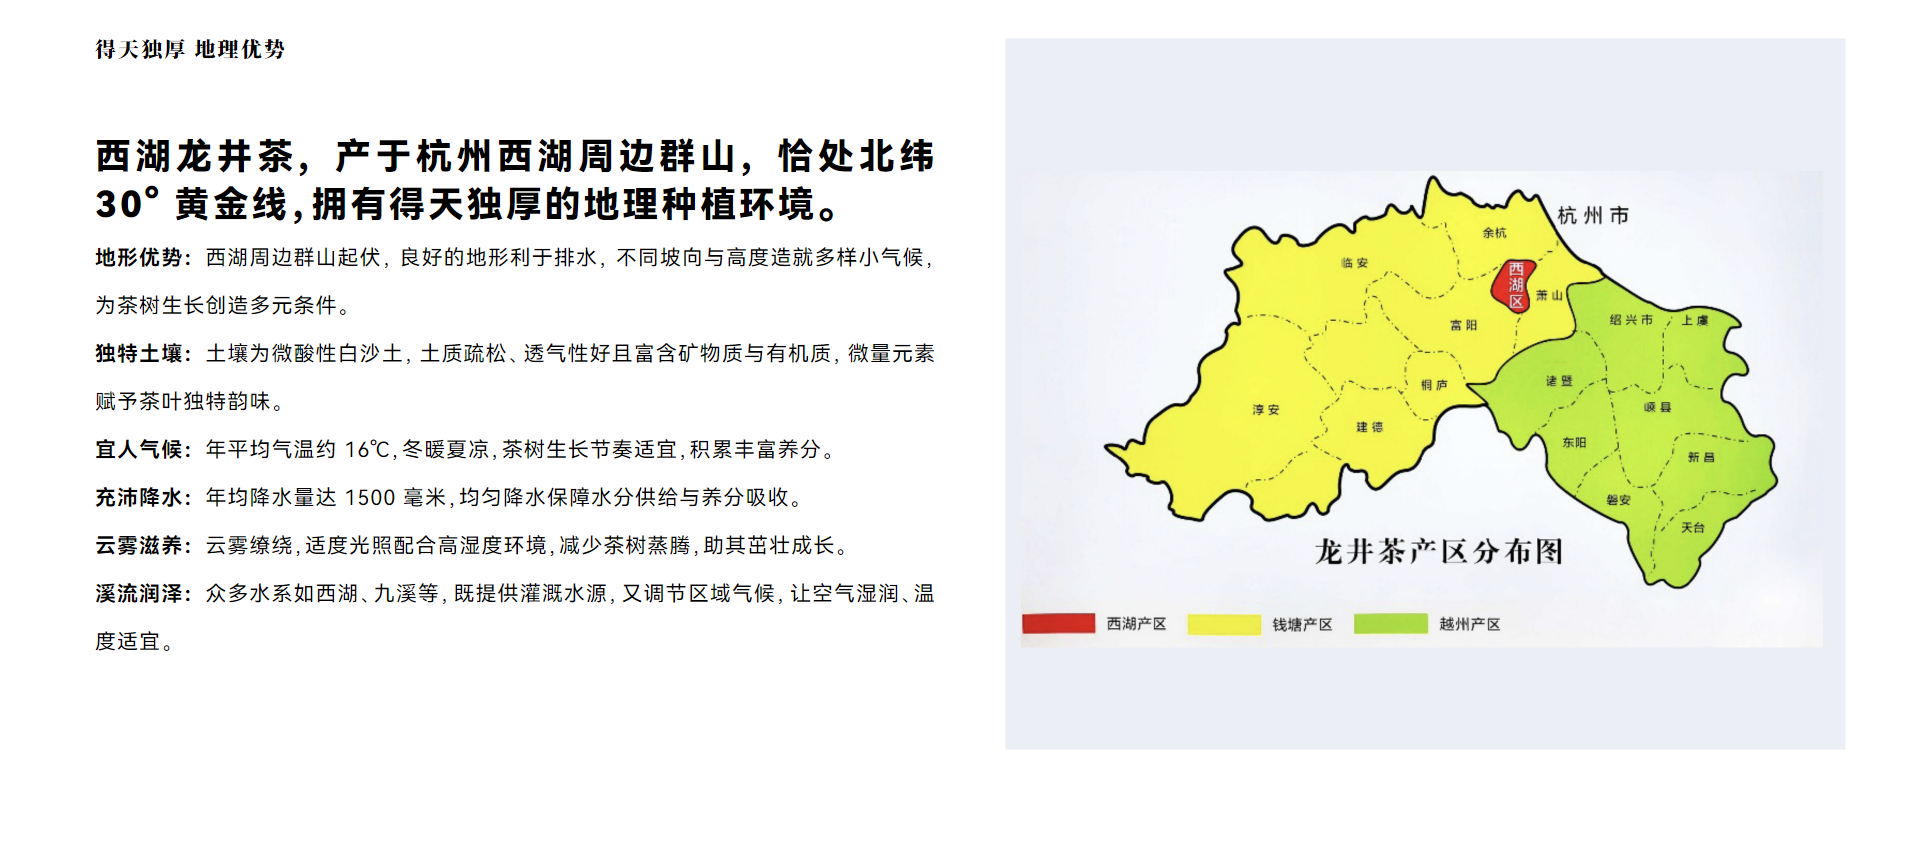 得天独厚 地理优势
西湖龙井茶，产于杭州西湖周边群山，恰处北纬
30° 黄金线，拥有得天独厚的地理种植环境。
地形优势：西湖周边群山起伏，良好的地形利于排水，不同坡向与高度造就多样小气候，
为茶树生长创造多元条件。
独特土壤：土壤为微酸性白沙土，土质疏松、透气性好且富含矿物质与有机质，微量元素
赋予茶叶独特韵味。
宜人气候：年平均气温约 16℃，冬暖夏凉，茶树生长节奏适宜，积累丰富养分。
充沛降水：年均降水量达 1500 毫米，均匀降水保障水分供给与养分吸收。
云雾滋养：云雾缭绕，适度光照配合高湿度环境，减少茶树蒸腾，助其茁壮成长。
溪流润泽：众多水系如西湖、九溪等，既提供灌溉水源，又调节区域气候，让空气湿润、温
度适宜。
杭州市
余杭
临安
西湖区
萧山
富阳
绍兴市
上虞
诸暨
桐庐
淳安
嵊县
建德
东阳
新昌
磐安
天台
龙井茶产区分布图
西湖产区
钱塘产区
越州产区